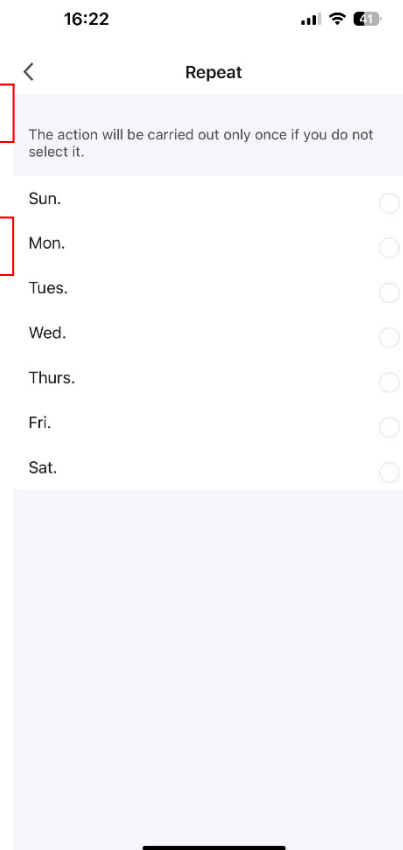 16:22
41
Repeat
The action will be carried out only once if you do not
select it.
Sun.
Mon.
Tues.
Wed.
Thurs.
Fri.
Sat.